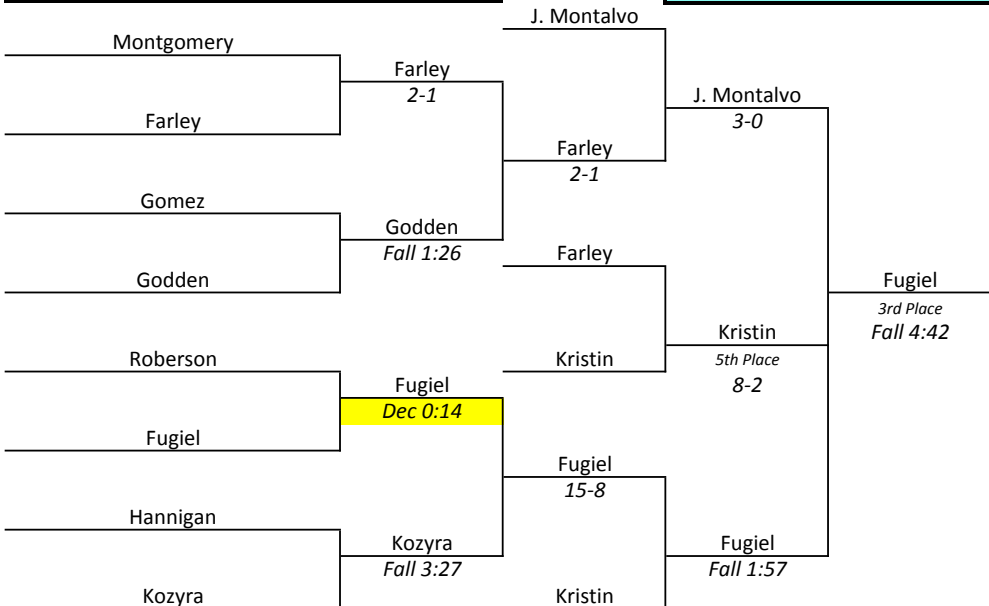 J. Montalvo
Montgomery
Farley
2-1
J. Montalvo
3-0
Farley
Farley
2-1
Gomez
Godden
Fall 1:26
Farley
Godden
Fugiel
3rd Place
Fall 4:42
Kristin
5th Place
8-2
Roberson
Kristin
Fugiel
Dec 0:14
Fugiel
Fugiel
15-8
Hannigan
Kozyra
Fall 3:27
Fugiel
Fall 1:57
Kozyra
Kristin